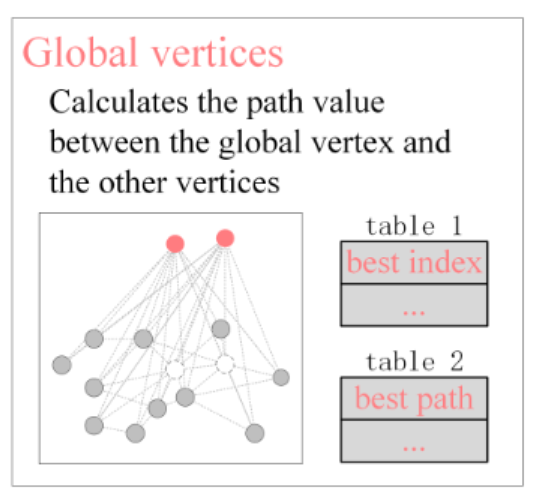 Global vertices
Calculates the path value
between the global vertex and
the other vertices
table 1
best index
...
table 2
best path
...